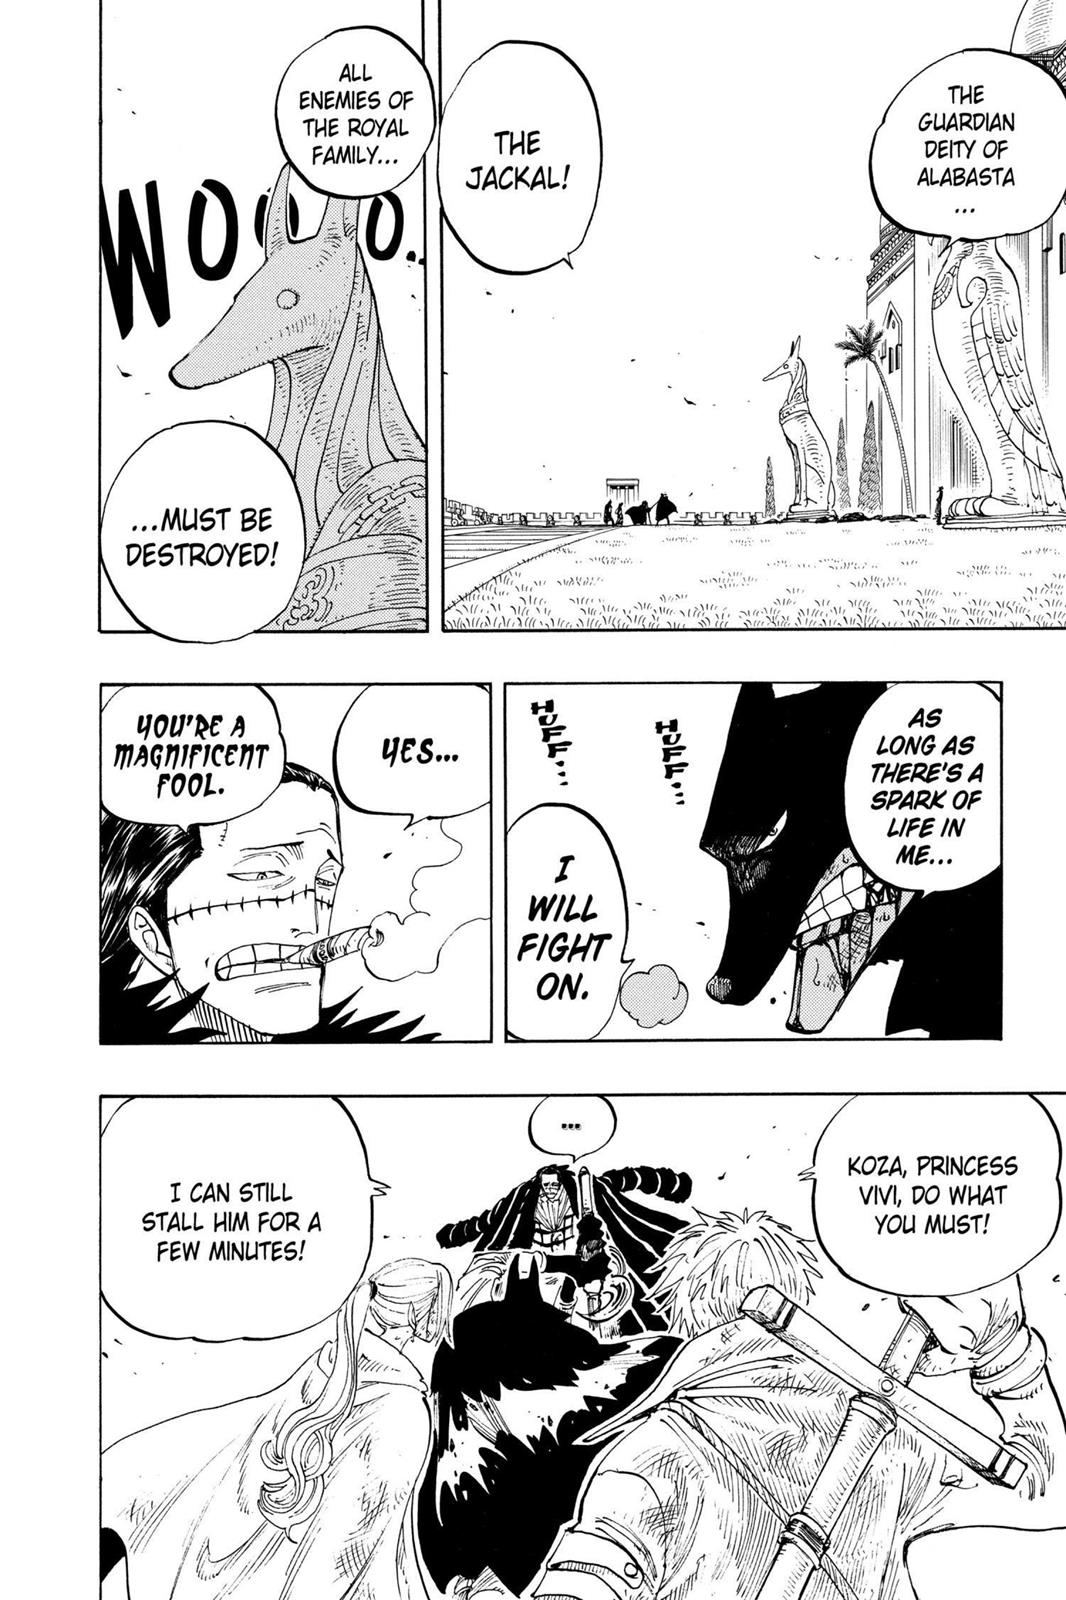 THE
GUARDIAN
DEITY OF
ALABASTA
...
THE
JACKAL!
ALL
ENEMIES OF
THE ROYAL
FAMILY...
WOOOO...
...MUST BE
DESTROYED!
AS
LONG AS
THERE'S A
SPARK OF
LIFE IN
ME...
HUFF...
HUFF...
I
WILL
FIGHT
ON.
YES...
YOU'RE A
MAGNIFICENT
FOOL.
KOZA, PRINCESS
VIVI, DO WHAT
YOU MUST!
...
I CAN STILL
STALL HIM FOR A
FEW MINUTES!